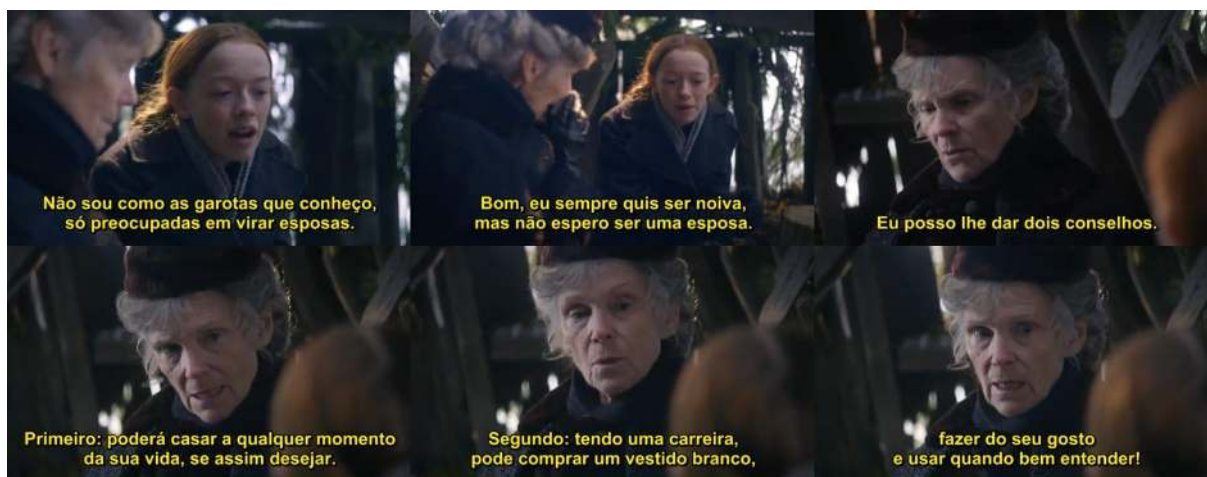 Não sou como as garotas que conheço,
só preocupadas em virar esposas.
Bom, eu sempre quis ser noiva,
mas não espero ser uma esposa.
Eu posso lhe dar dois conselhos.
Primeiro: poderá casar a qualquer momento
da sua vida, se assim desejar.
Segundo: tendo uma carreira,
pode comprar um vestido branco,
fazer do seu gosto
e usar quando bem entender!